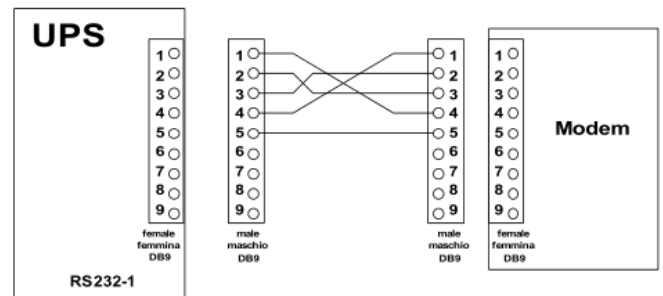 UPS
1 1 1 1
2 2 2 2
3 3 3 3
4 4 4 4
5 5 5 5
6 6 6 6
7 7 7 7
8 8 8 8
9 9 9 9
Modem
female
femmina
DB9
male
maschio
DB9
male
maschio
DB9
female
femmina
DB9
RS232-1